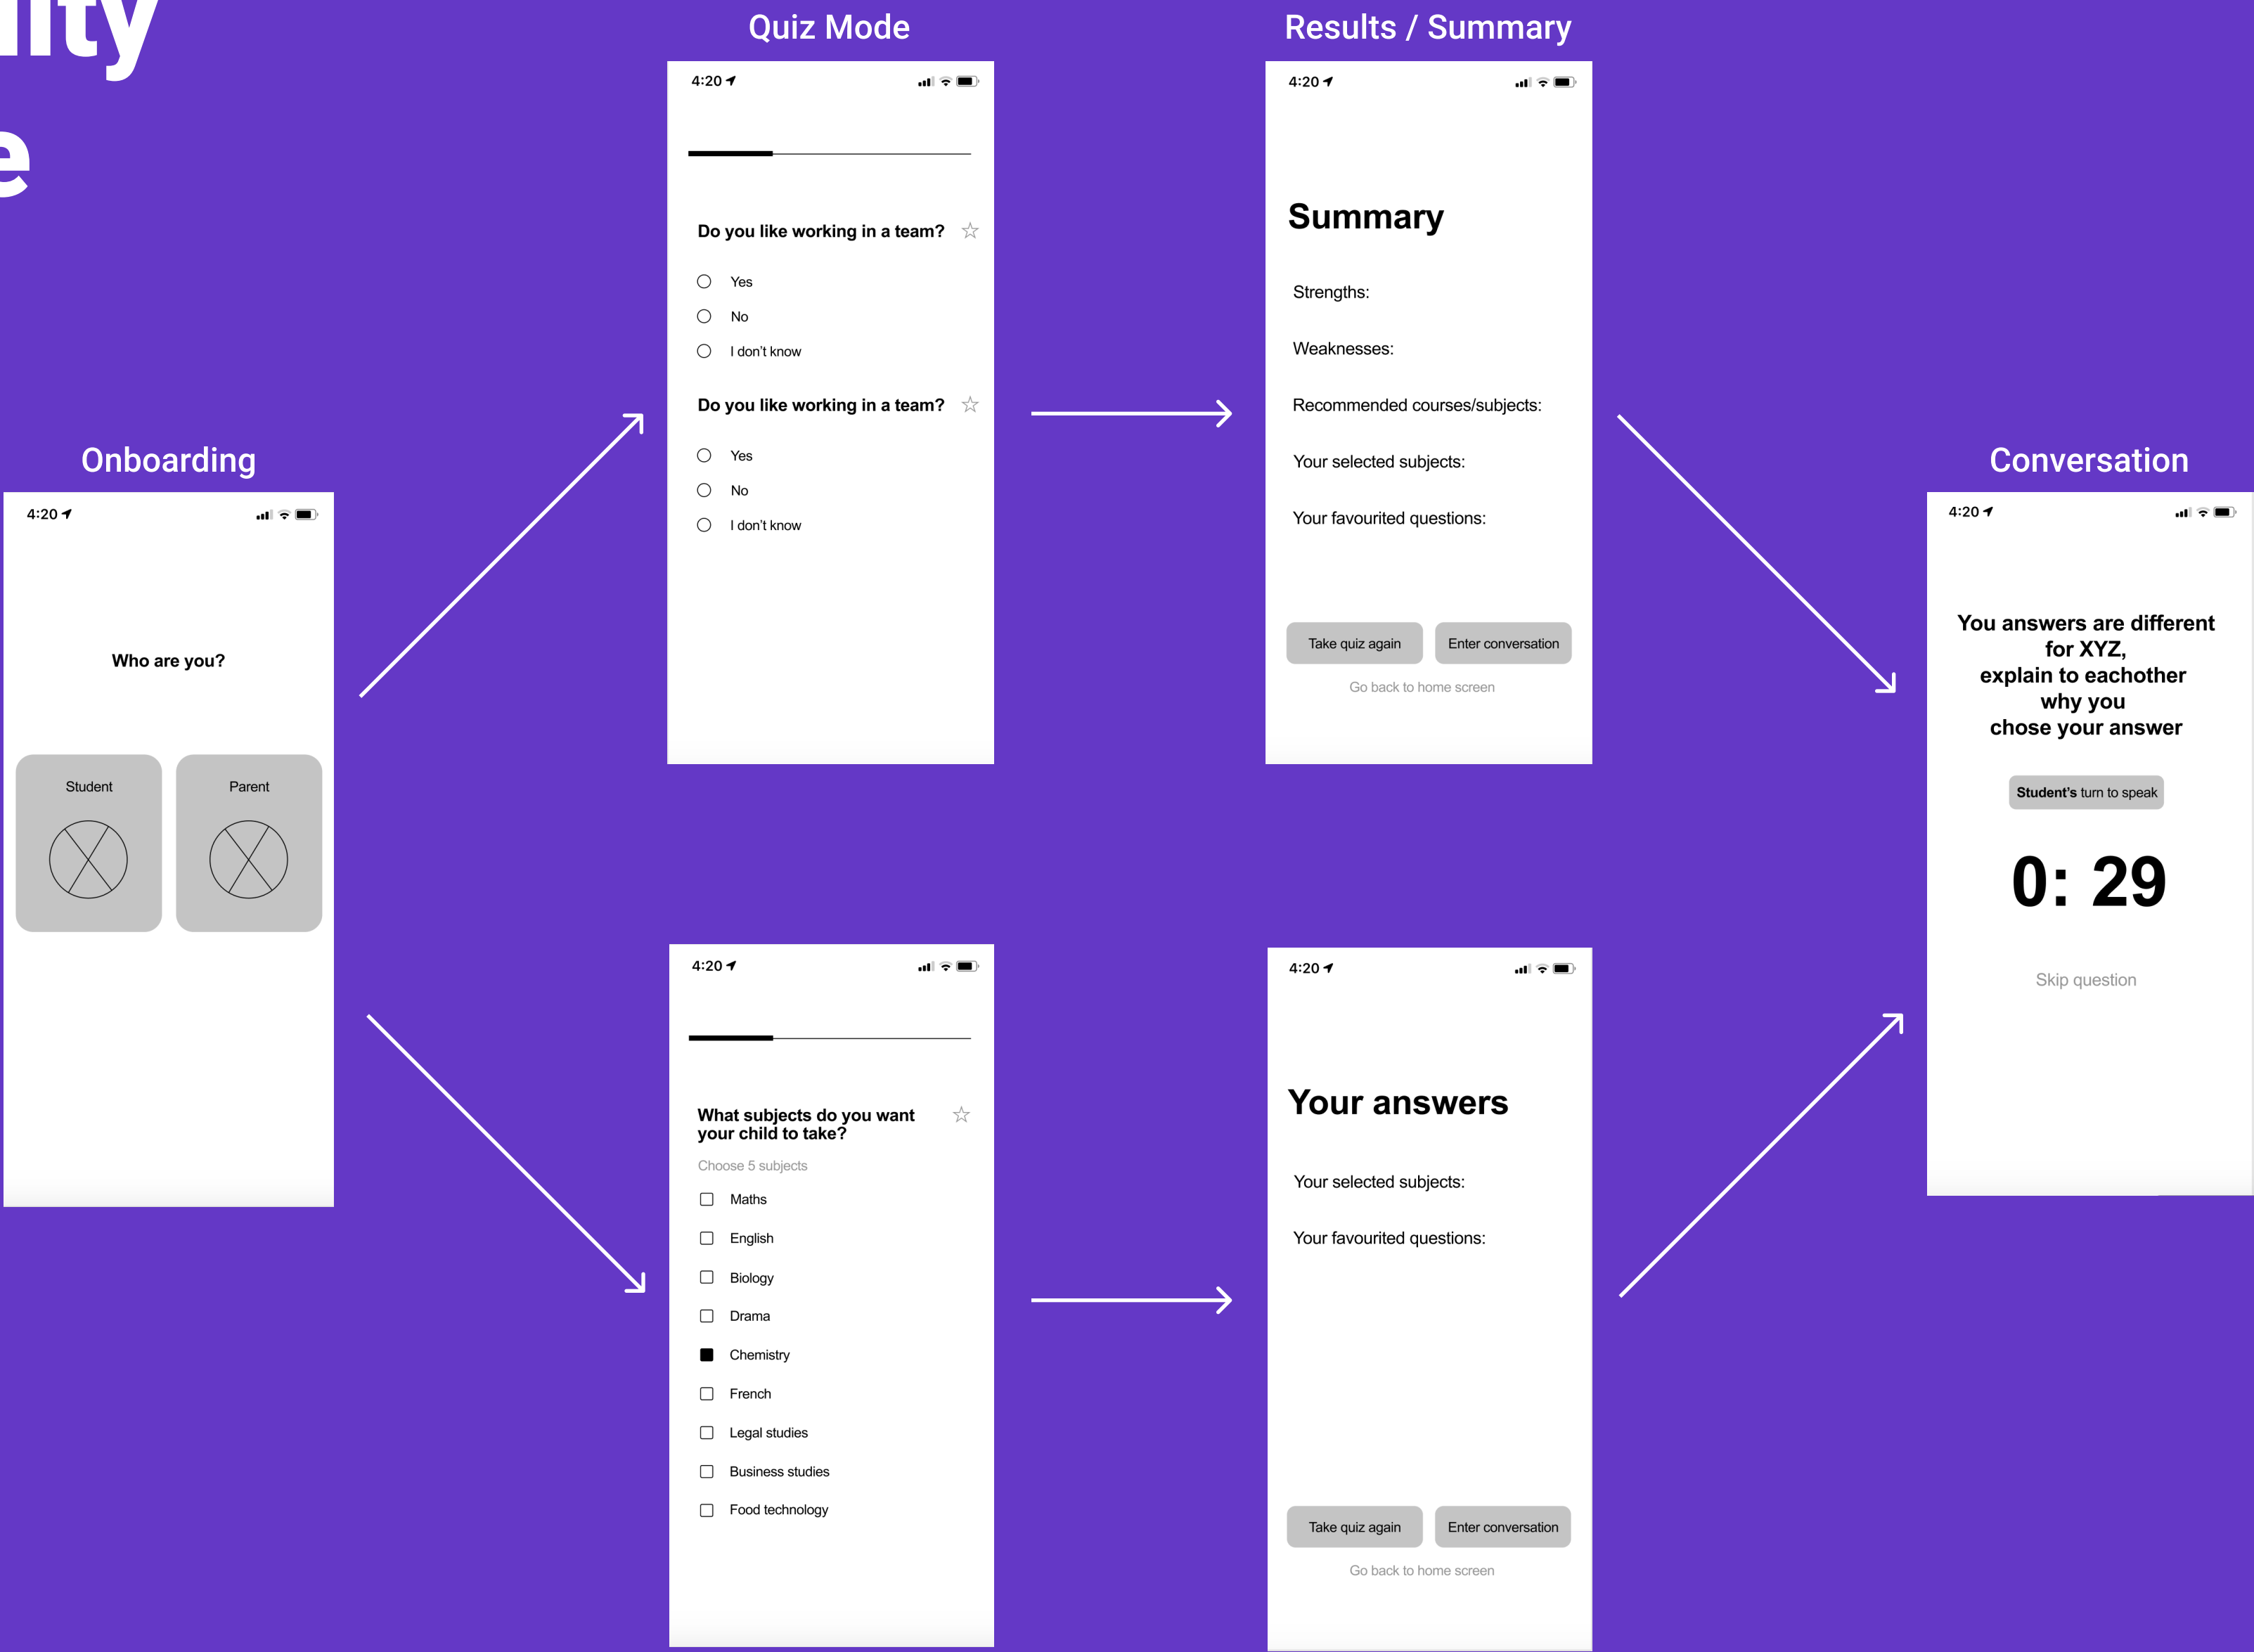 lity
e
Quiz Mode
Results / Summary
Onboarding
Conversation
4:20
Who are you?
Student
Parent
4:20
Do you like working in a team?
Yes
No
I don't know
Do you like working in a team?
Yes
No
I don't know
4:20
Summary
Strengths:
Weaknesses:
Recommended courses/subjects:
Your selected subjects:
Your favourited questions:
Take quiz again
Enter conversation
Go back to home screen
4:20
What subjects do you want
your child to take?
Choose 5 subjects
Maths
English
Biology
Drama
Chemistry
French
Legal studies
Business studies
Food technology
4:20
Your answers
Your selected subjects:
Your favourited questions:
Take quiz again
Enter conversation
Go back to home screen
4:20
You answers are different
for XYZ,
explain to eachother
why you
chose your answer
Student's turn to speak
0: 29
Skip question